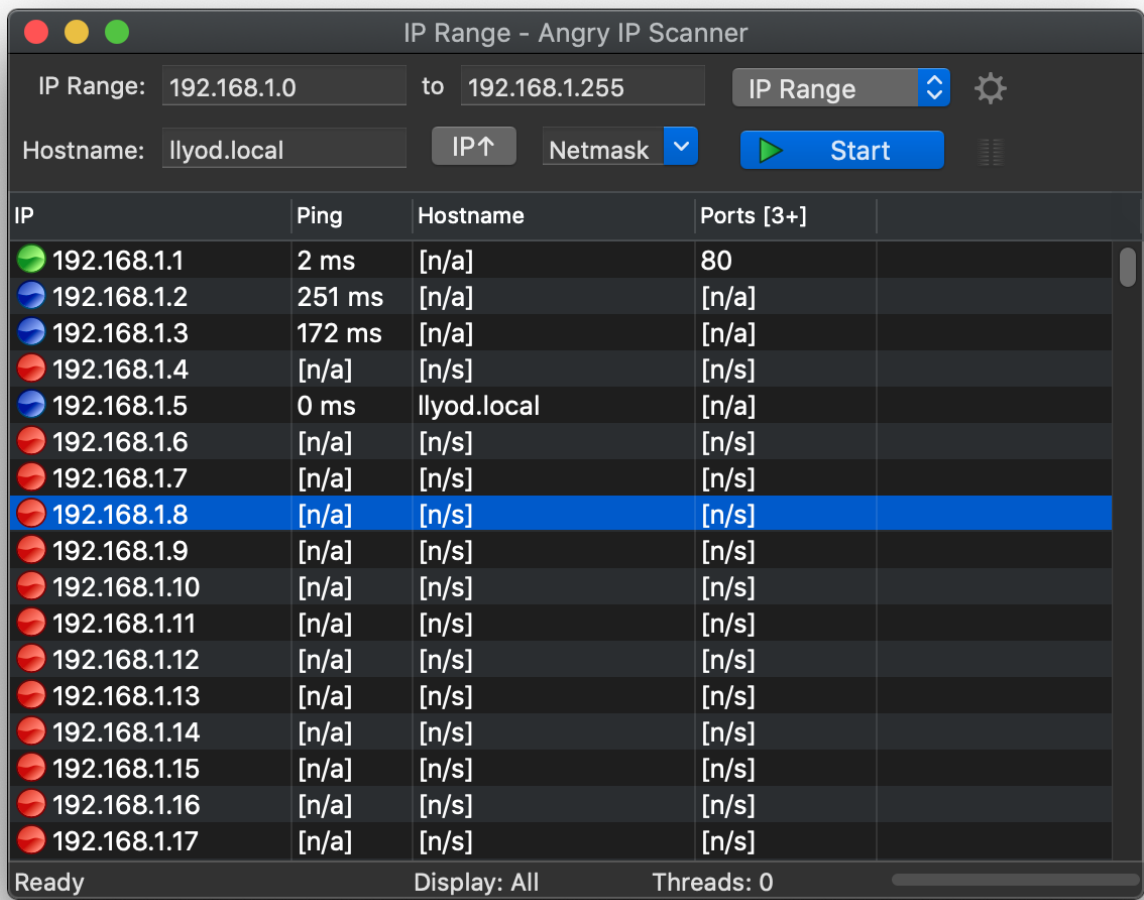 IP Range - Angry IP Scanner
IP Range: 192.168.1.0 to 192.168.1.255 IP Range
Hostname: llyod.local IP↑ Netmask Start
IP Ping Hostname Ports [3+]
192.168.1.1 2 ms [n/a] 80
192.168.1.2 251 ms [n/a] [n/a]
192.168.1.3 172 ms [n/a] [n/a]
192.168.1.4 [n/a] [n/s] [n/s]
192.168.1.5 0 ms llyod.local [n/a]
192.168.1.6 [n/a] [n/s] [n/s]
192.168.1.7 [n/a] [n/s] [n/s]
192.168.1.8 [n/a] [n/s] [n/s]
192.168.1.9 [n/a] [n/s] [n/s]
192.168.1.10 [n/a] [n/s] [n/s]
192.168.1.11 [n/a] [n/s] [n/s]
192.168.1.12 [n/a] [n/s] [n/s]
192.168.1.13 [n/a] [n/s] [n/s]
192.168.1.14 [n/a] [n/s] [n/s]
192.168.1.15 [n/a] [n/s] [n/s]
192.168.1.16 [n/a] [n/s] [n/s]
192.168.1.17 [n/a] [n/s] [n/s]
Ready Display: All Threads: 0